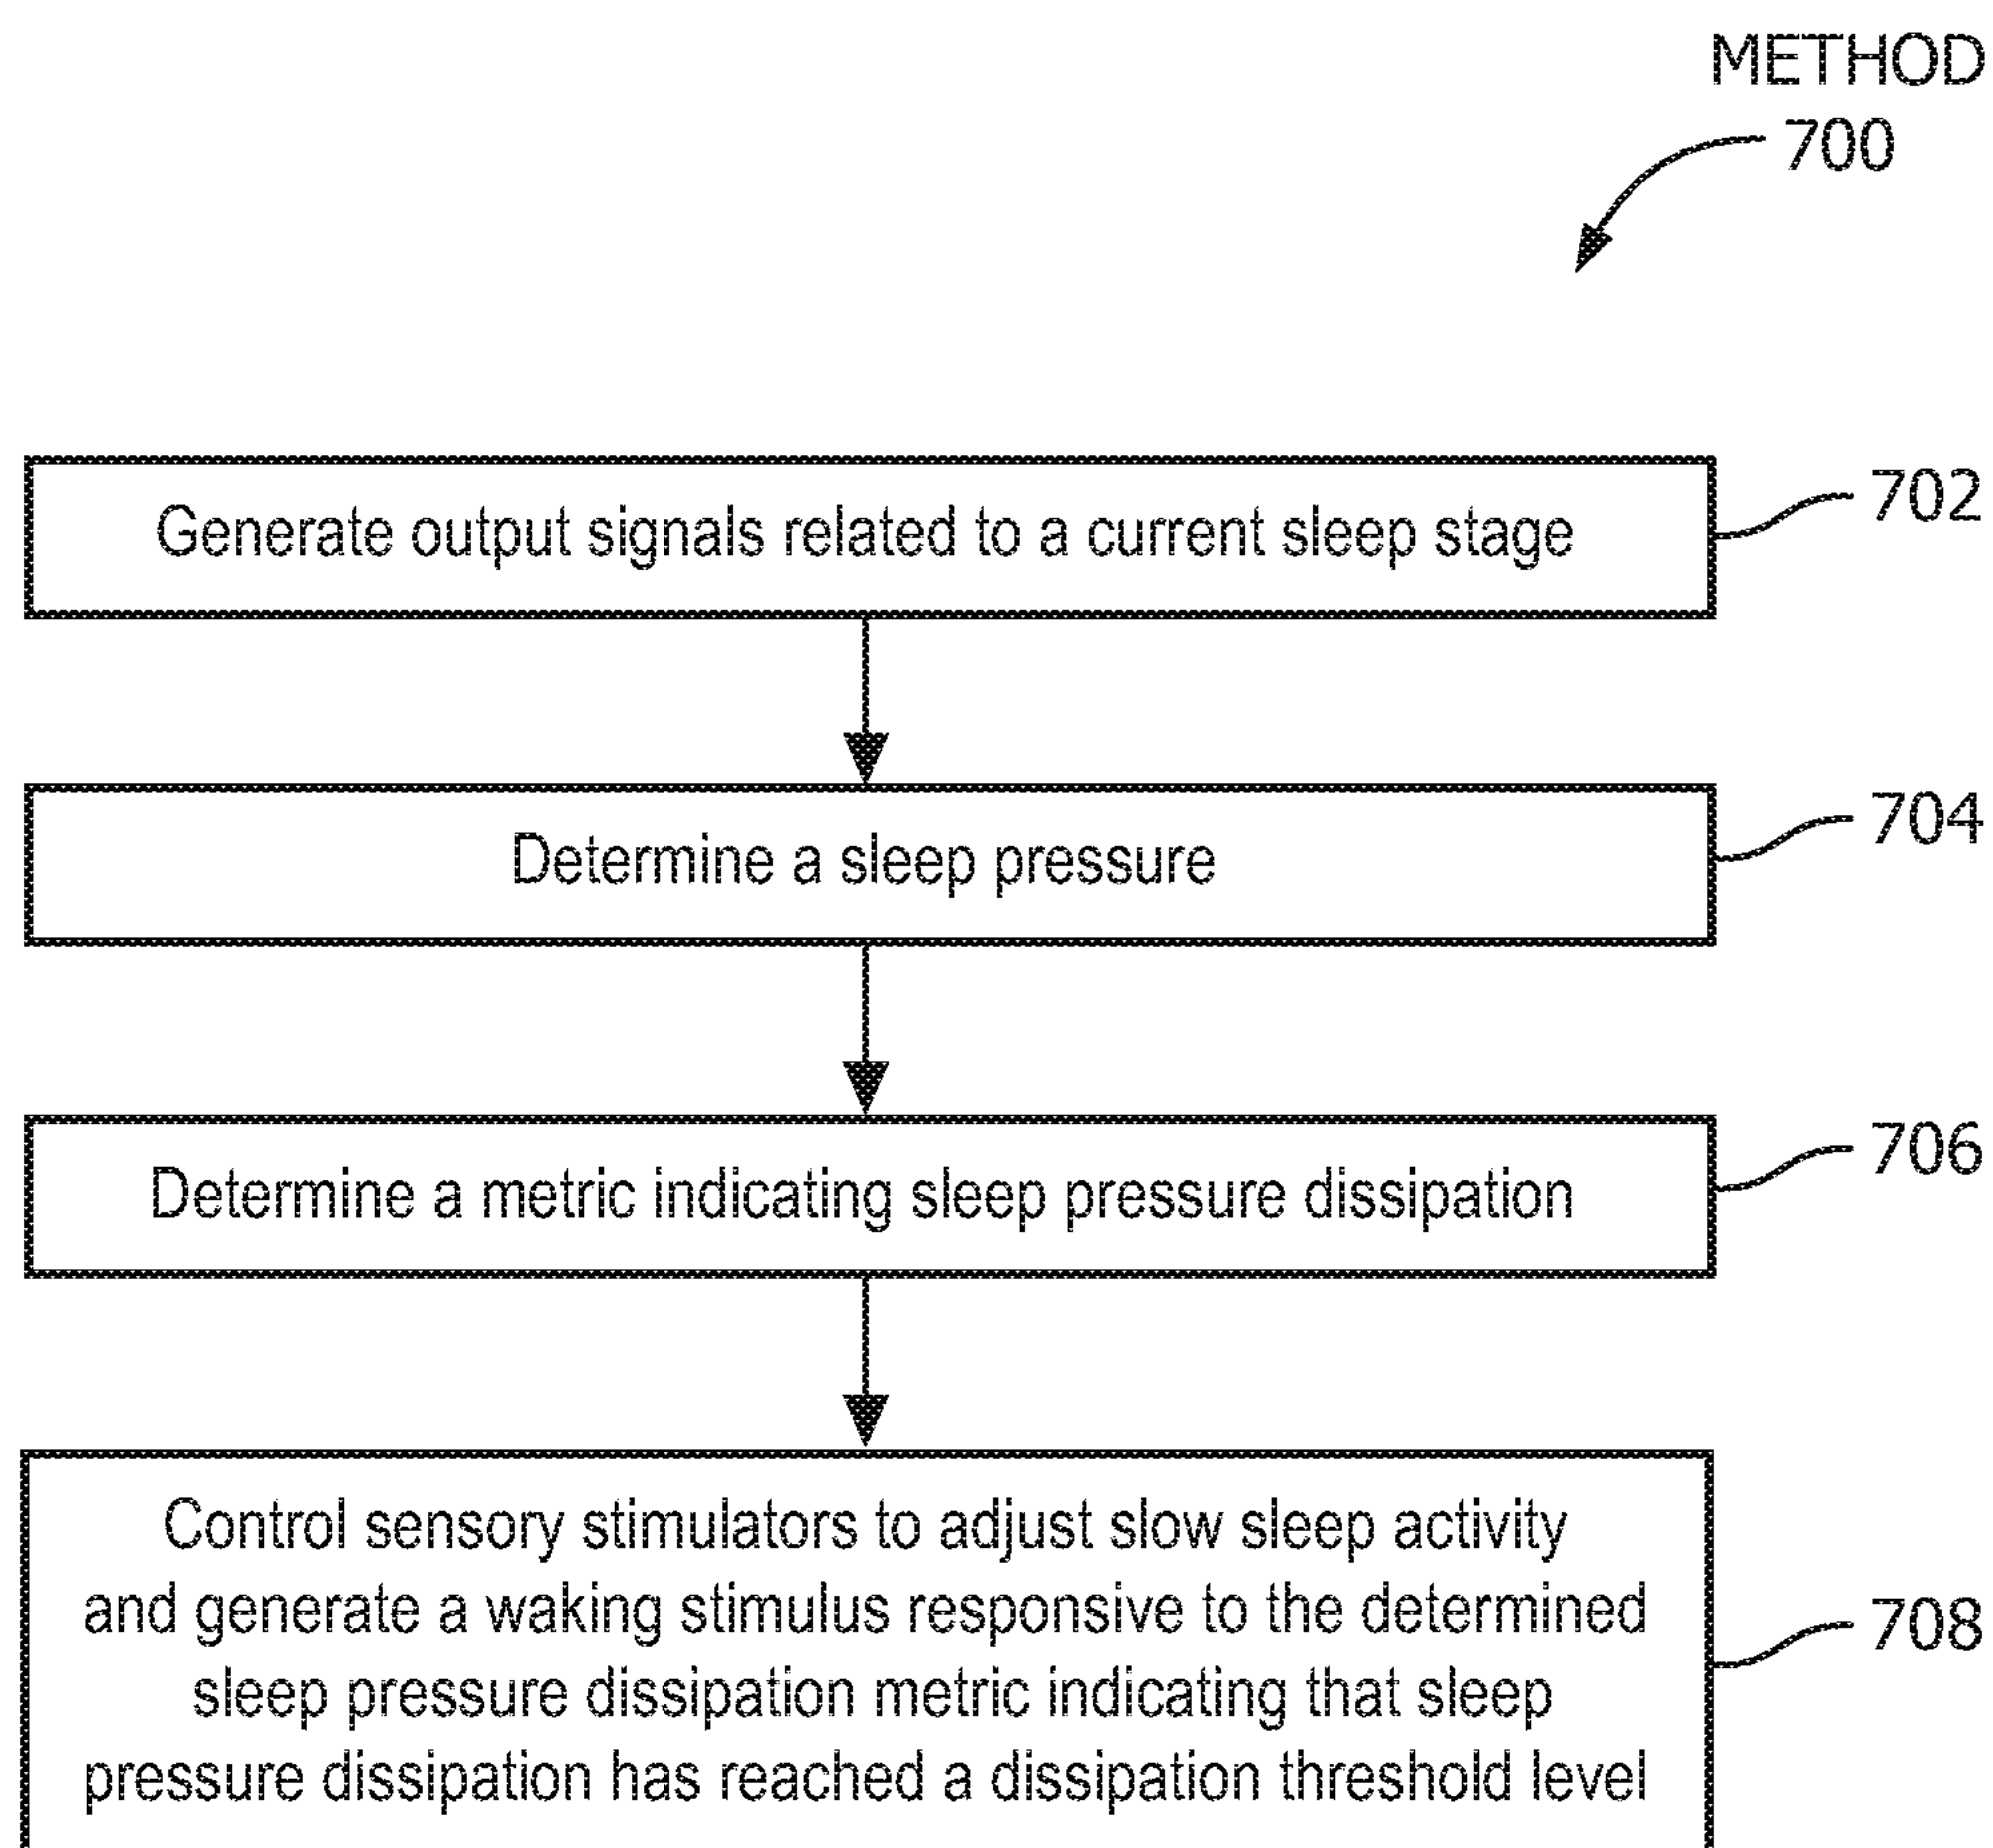 METHOD
700
Generate output signals related to a current sleep stage
702
Determine a sleep pressure
704
Determine a metric indicating sleep pressure dissipation
706
Control sensory stimulators to adjust slow sleep activity
and generate a waking stimulus responsive to the determined
sleep pressure dissipation metric indicating that sleep
pressure dissipation has reached a dissipation threshold level
708